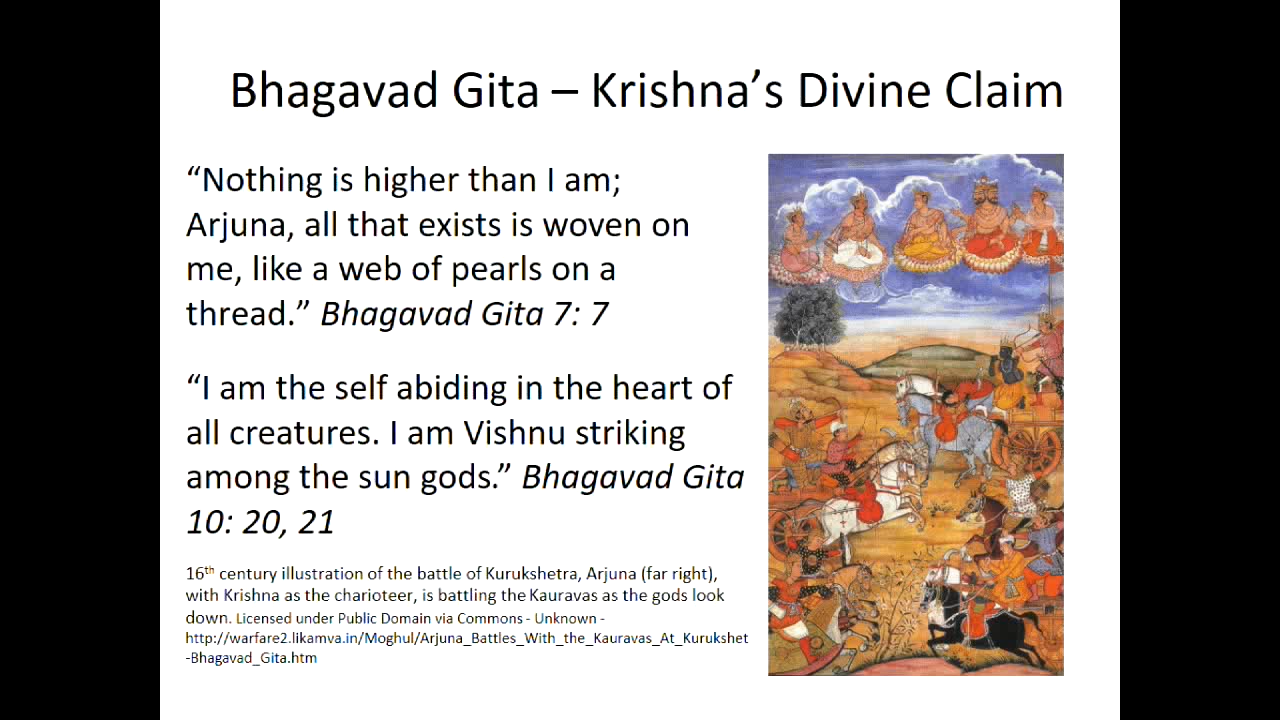 Bhagavad Gita – Krishna’s Divine Claim
“Nothing is higher than I am;
Arjuna, all that exists is woven on
me, like a web of pearls on a
thread.” Bhagavad Gita 7: 7
“I am the self abiding in the heart of
all creatures. I am Vishnu striking
among the sun gods.” Bhagavad Gita
10: 20, 21
16th century illustration of the battle of Kurukshetra, Arjuna (far right),
with Krishna as the charioteer, is battling the Kauravas as the gods look
down. Licensed under Public Domain via Commons - Unknown -
http://warfare2.likamva.in/Moghul/Arjuna_Battles_With_the_Kauravas_At_Kurukshet
-Bhagavad_Gita.htm